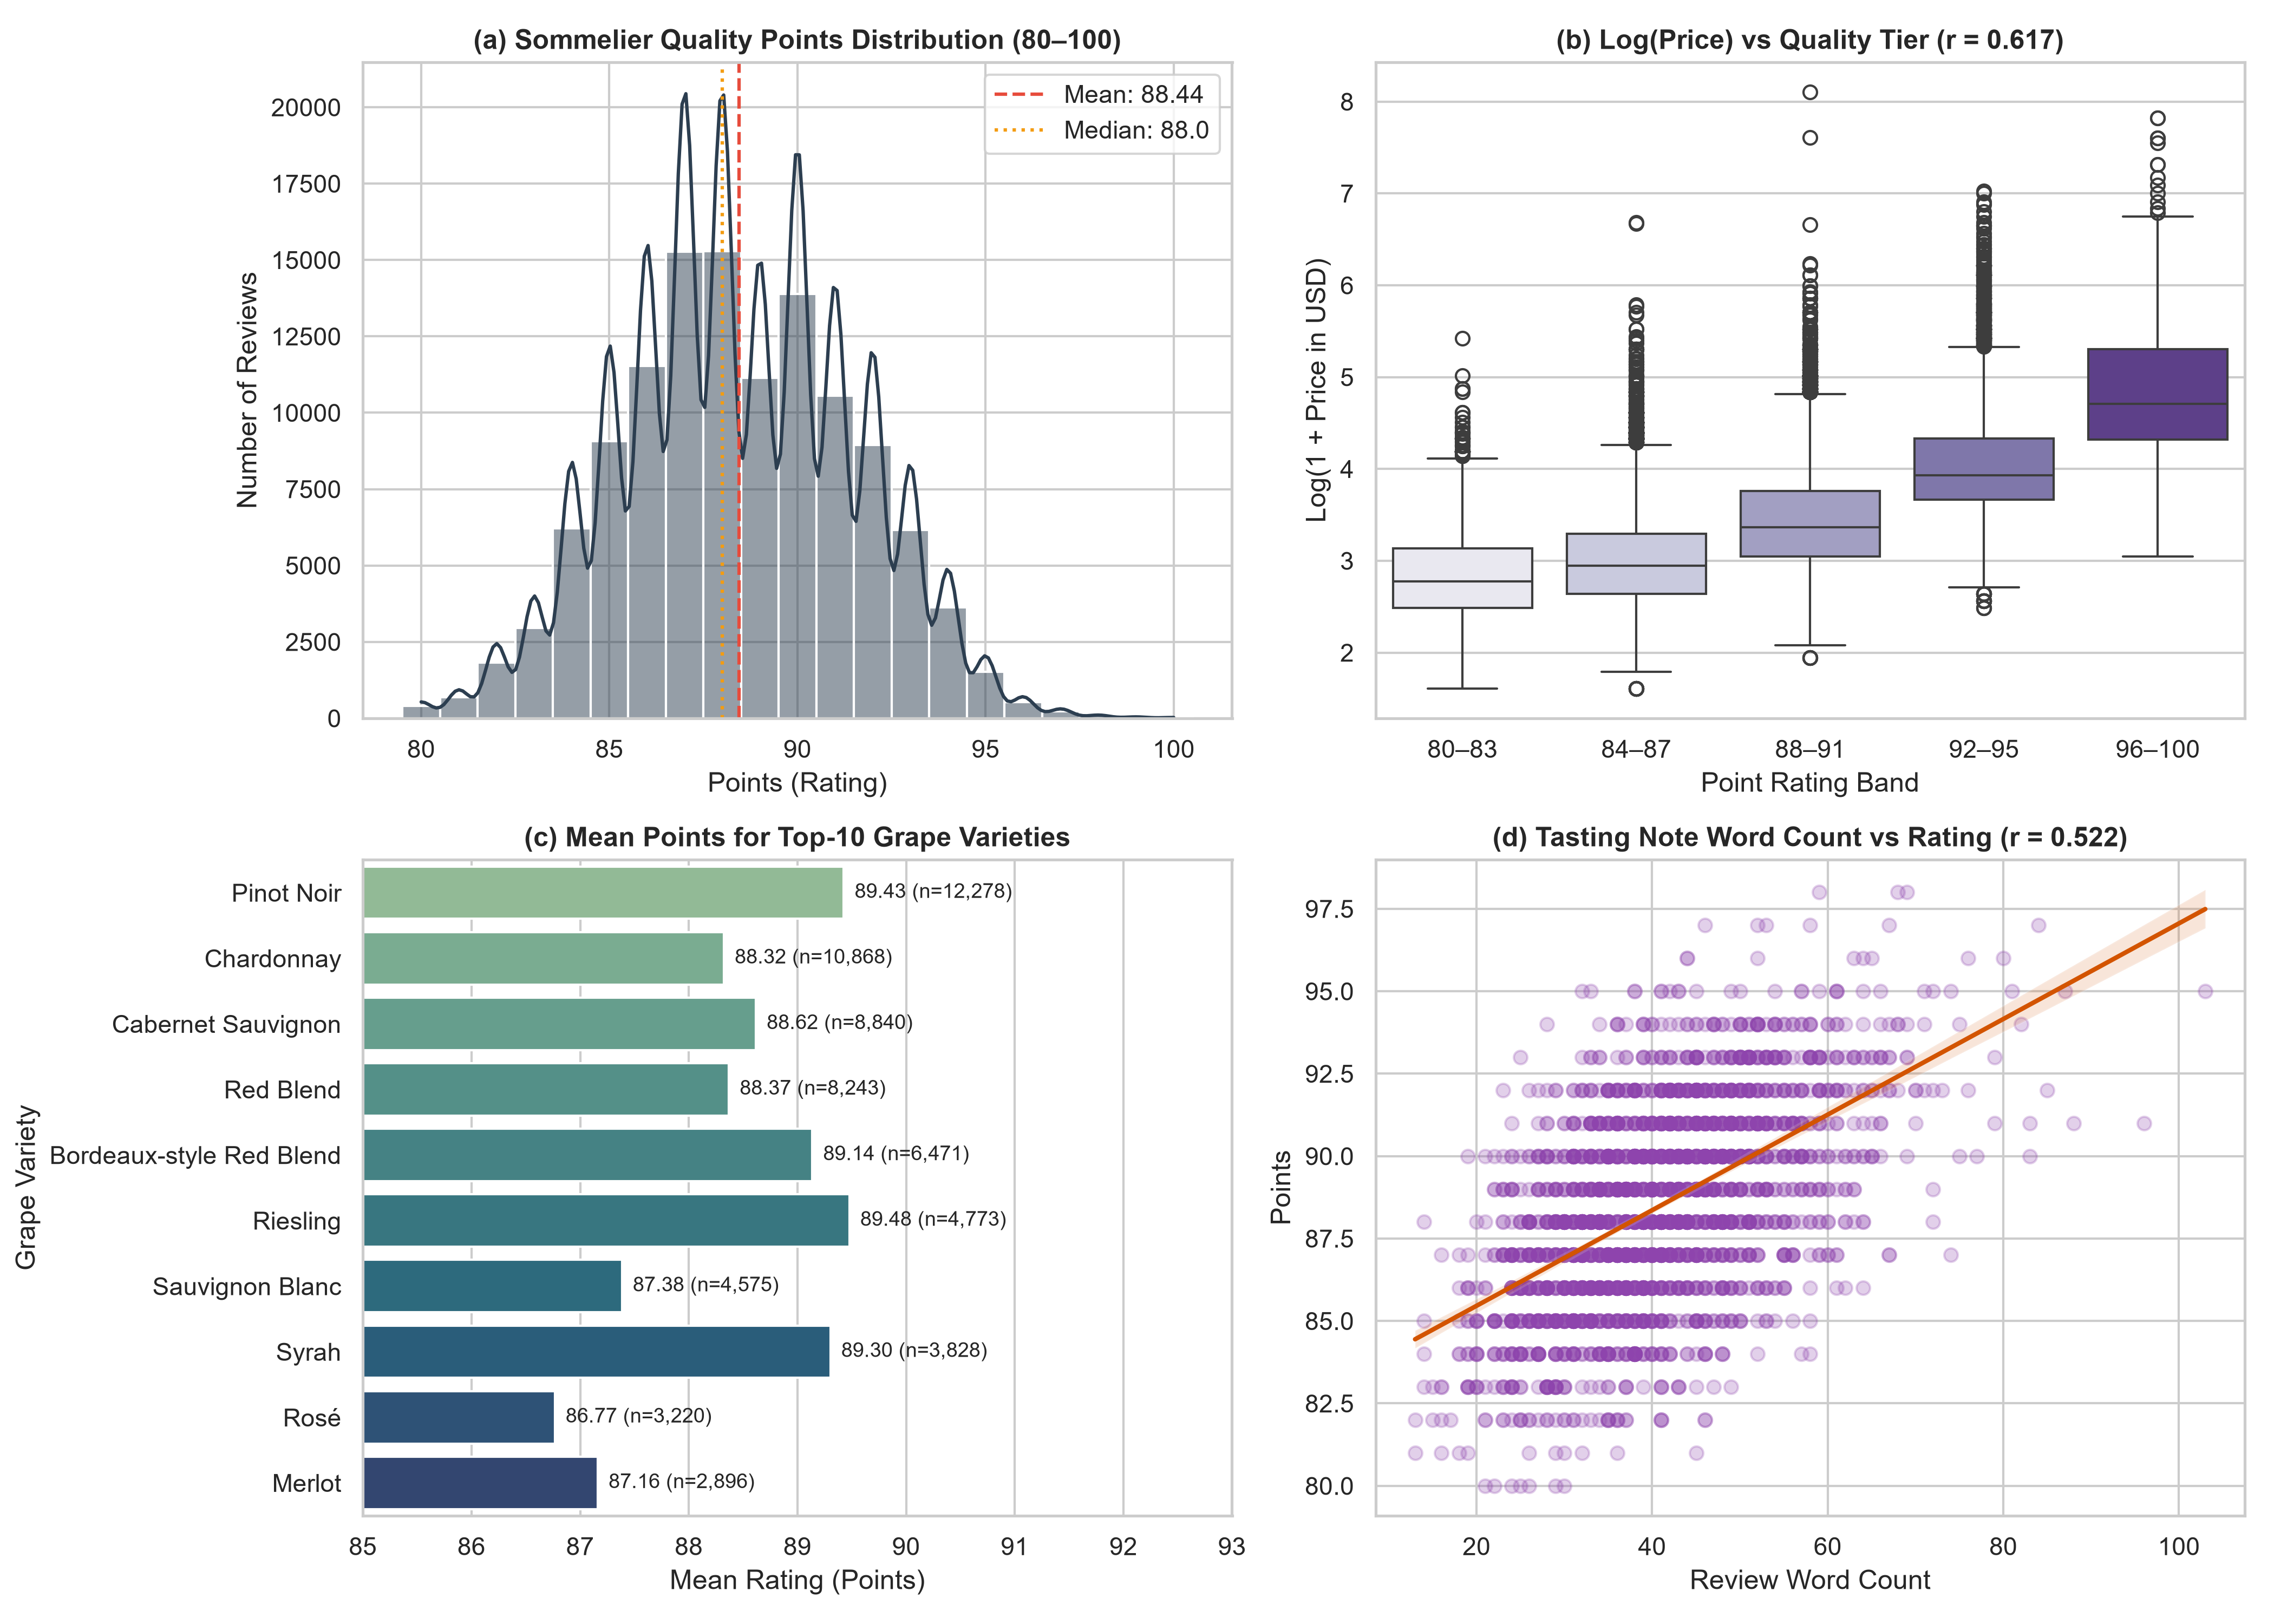 (a) Sommelier Quality Points Distribution (80–100)
Mean: 88.44
Median: 88.0
Number of Reviews
20000
17500
15000
12500
10000
7500
5000
2500
0
80 85 90 95 100
Points (Rating)
(b) Log(Price) vs Quality Tier (r = 0.617)
Log(1 + Price in USD)
8
7
6
5
4
3
2
80–83 84–87 88–91 92–95 96–100
Point Rating Band
(c) Mean Points for Top-10 Grape Varieties
Grape Variety
Pinot Noir 89.43 (n=12,278)
Chardonnay 88.32 (n=10,868)
Cabernet Sauvignon 88.62 (n=8,840)
Red Blend 88.37 (n=8,243)
Bordeaux-style Red Blend 89.14 (n=6,471)
Riesling 89.48 (n=4,773)
Sauvignon Blanc 87.38 (n=4,575)
Syrah 89.30 (n=3,828)
Rosé 86.77 (n=3,220)
Merlot 87.16 (n=2,896)
85 86 87 88 89 90 91 92 93
Mean Rating (Points)
(d) Tasting Note Word Count vs Rating (r = 0.522)
Points
97.5
95.0
92.5
90.0
87.5
85.0
82.5
80.0
20 40 60 80 100
Review Word Count